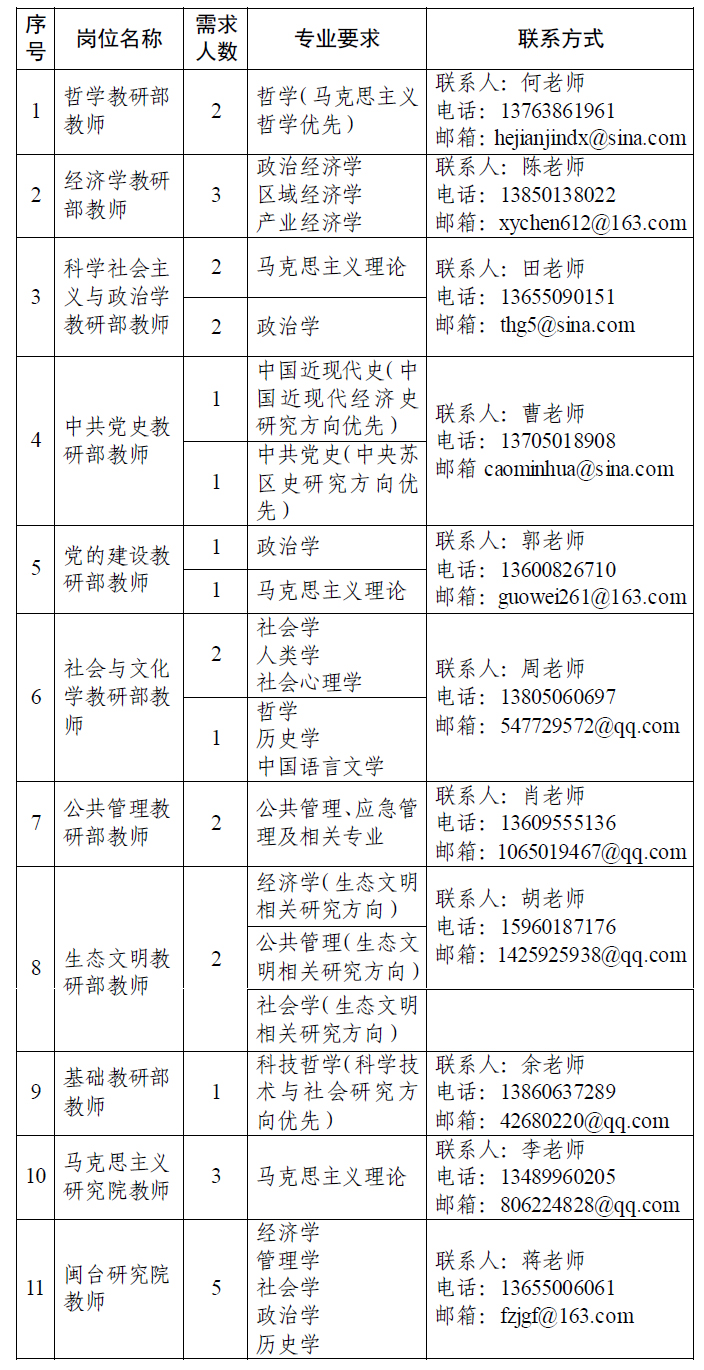 序号 岗位名称 需求人数 专业要求 联系方式
1
哲学教研部
教师
2
哲学(马克思主义
哲学优先)
联系人:何老师
电话:13763861961
邮箱:hejianjindx@sina.com
2
经济学教研
部教师
3
政治经济学
区域经济学
产业经济学
联系人:陈老师
电话:13850138022
邮箱:xychen612@163.com
3
科学社会主
义与政治学
教研部教师
2
马克思主义理论
2
政治学
联系人:田老师
电话:13655090151
邮箱:thg5@sina.com
4
中共党史教
研部教师
1
中国近现代史(中
国近现代经济史
研究方向优先)
1
中共党史(中央苏
区史研究方向优
先)
联系人:曹老师
电话:13705018908
邮箱 caominhua@sina.com
5
党的建设教
研部教师
1
政治学
1
马克思主义理论
联系人:郭老师
电话:13600826710
邮箱:guowei261@163.com
6
社会与文化
学教研部教
师
2
社会学
人类学
社会心理学
1
哲学
历史学
中国语言文学
联系人:周老师
电话:13805060697
邮箱:547729572@qq.com
7
公共管理教
研部教师
2
公共管理、应急管
理及相关专业
联系人:肖老师
电话:13609555136
邮箱:1065019467@qq.com
8
生态文明教
研部教师
2
经济学(生态文明
相关研究方向)
公共管理(生态文
明相关研究方向)
社会学(生态文明
相关研究方向)
联系人:胡老师
电话:15960187176
邮箱:1425925938@qq.com
9
基础教研部
教师
1
科技哲学(科学技
术与社会研究方
向优先)
联系人:余老师
电话:13860637289
邮箱:42680220@qq.com
10
马克思主义
研究院教师
3
马克思主义理论
联系人:李老师
电话:13489960205
邮箱:806224828@qq.com
11
闽台研究院
教师
5
经济学
管理学
社会学
政治学
历史学
联系人:蒋老师
电话:13655006061
邮箱:fzjgf@163.com